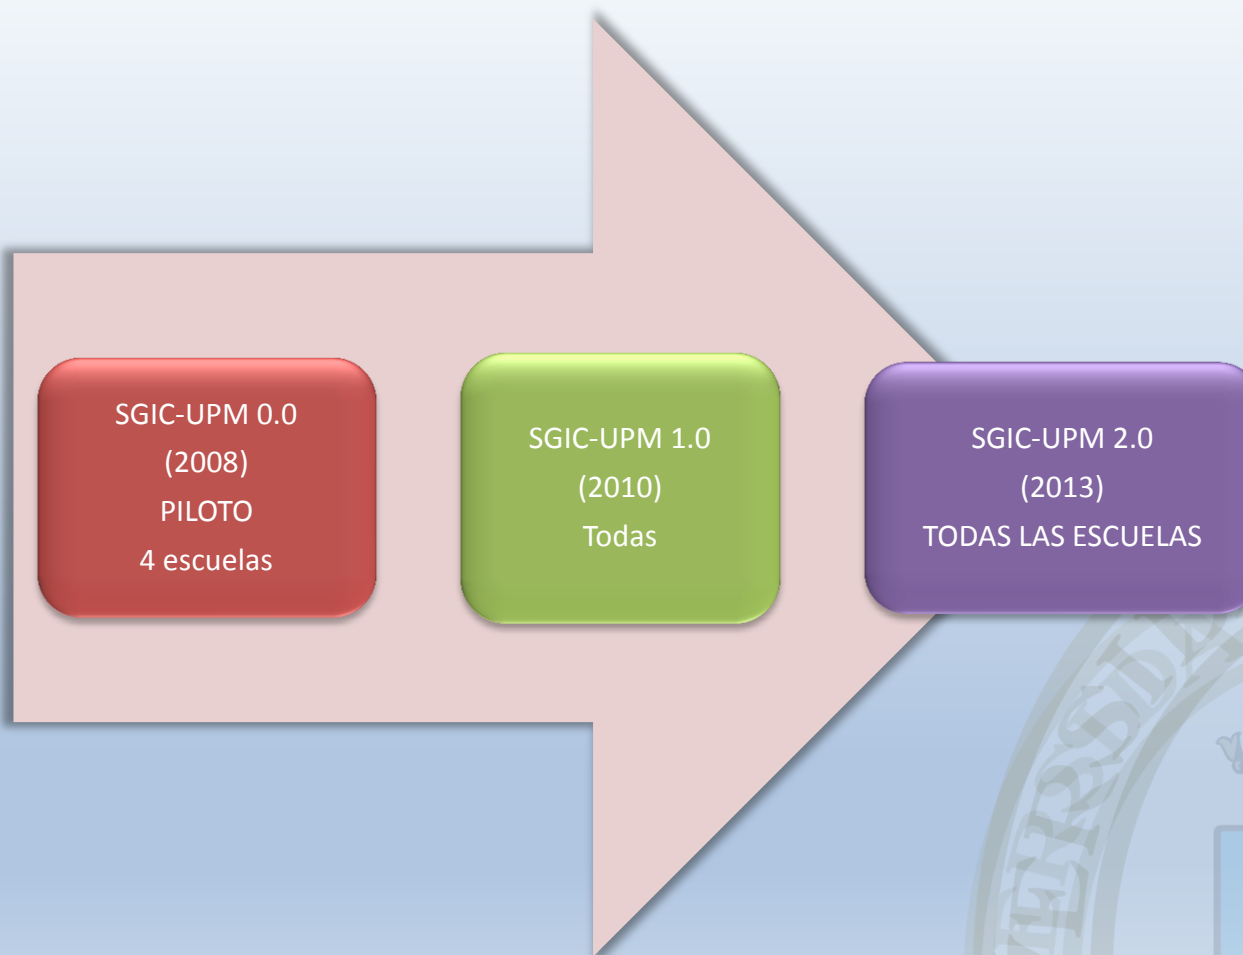 SGIC-UPM 0.0
(2008)
PILOTO
4 escuelas
SGIC-UPM 1.0
(2010)
Todas
SGIC-UPM 2.0
(2013)
TODAS LAS ESCUELAS